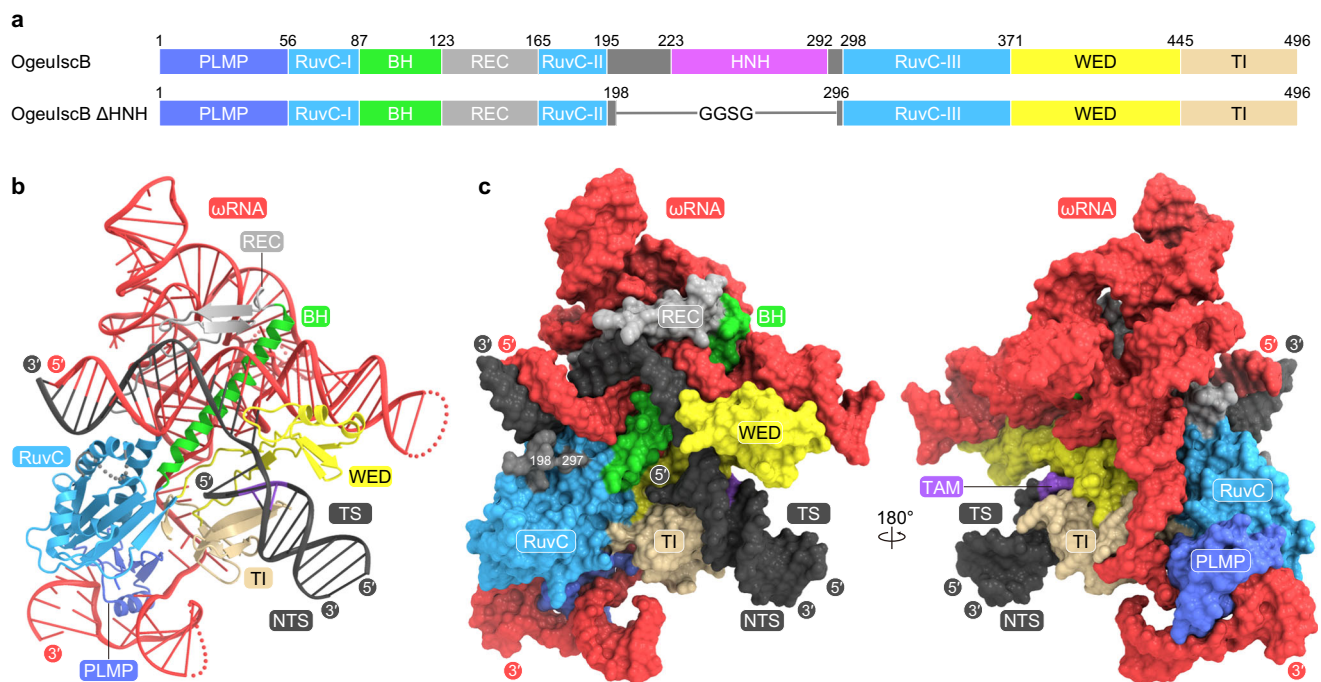 a
1 56 87 123 165 195 223 292 298 371 445 496
OgeuIscB PLMP RuvC-I BH REC RuvC-II HNH RuvC-III WED TI
1 198 296 496
OgeuIscB ΔHNH PLMP RuvC-I BH REC RuvC-II GGSG RuvC-III WED TI
b
ωRNA
REC
BH
3′ 5′
RuvC
WED
5′
TS
TI
5′
3′
NTS
3′
PLMP
c
ωRNA
REC BH
3′ 5′
WED
198 297
5′
TS
RuvC TI
5′
3′
NTS
3′
180°
ωRNA
5′ 3′
TAM
TS
RuvC
TI
PLMP
5′
3′
NTS
3′